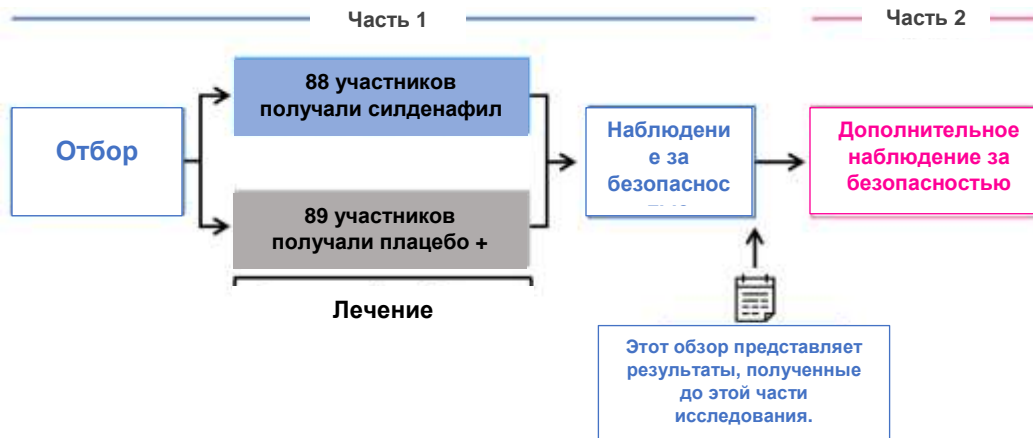 Часть 1
Часть 2
88 участников
получали силденафил
Отбор
Наблюдени
е за
безопаснос
Дополнительное
наблюдение за
безопасностью
89 участников
получали плацебо +
Лечение
Этот обзор представляет
результаты, полученные
до этой части
исследования.